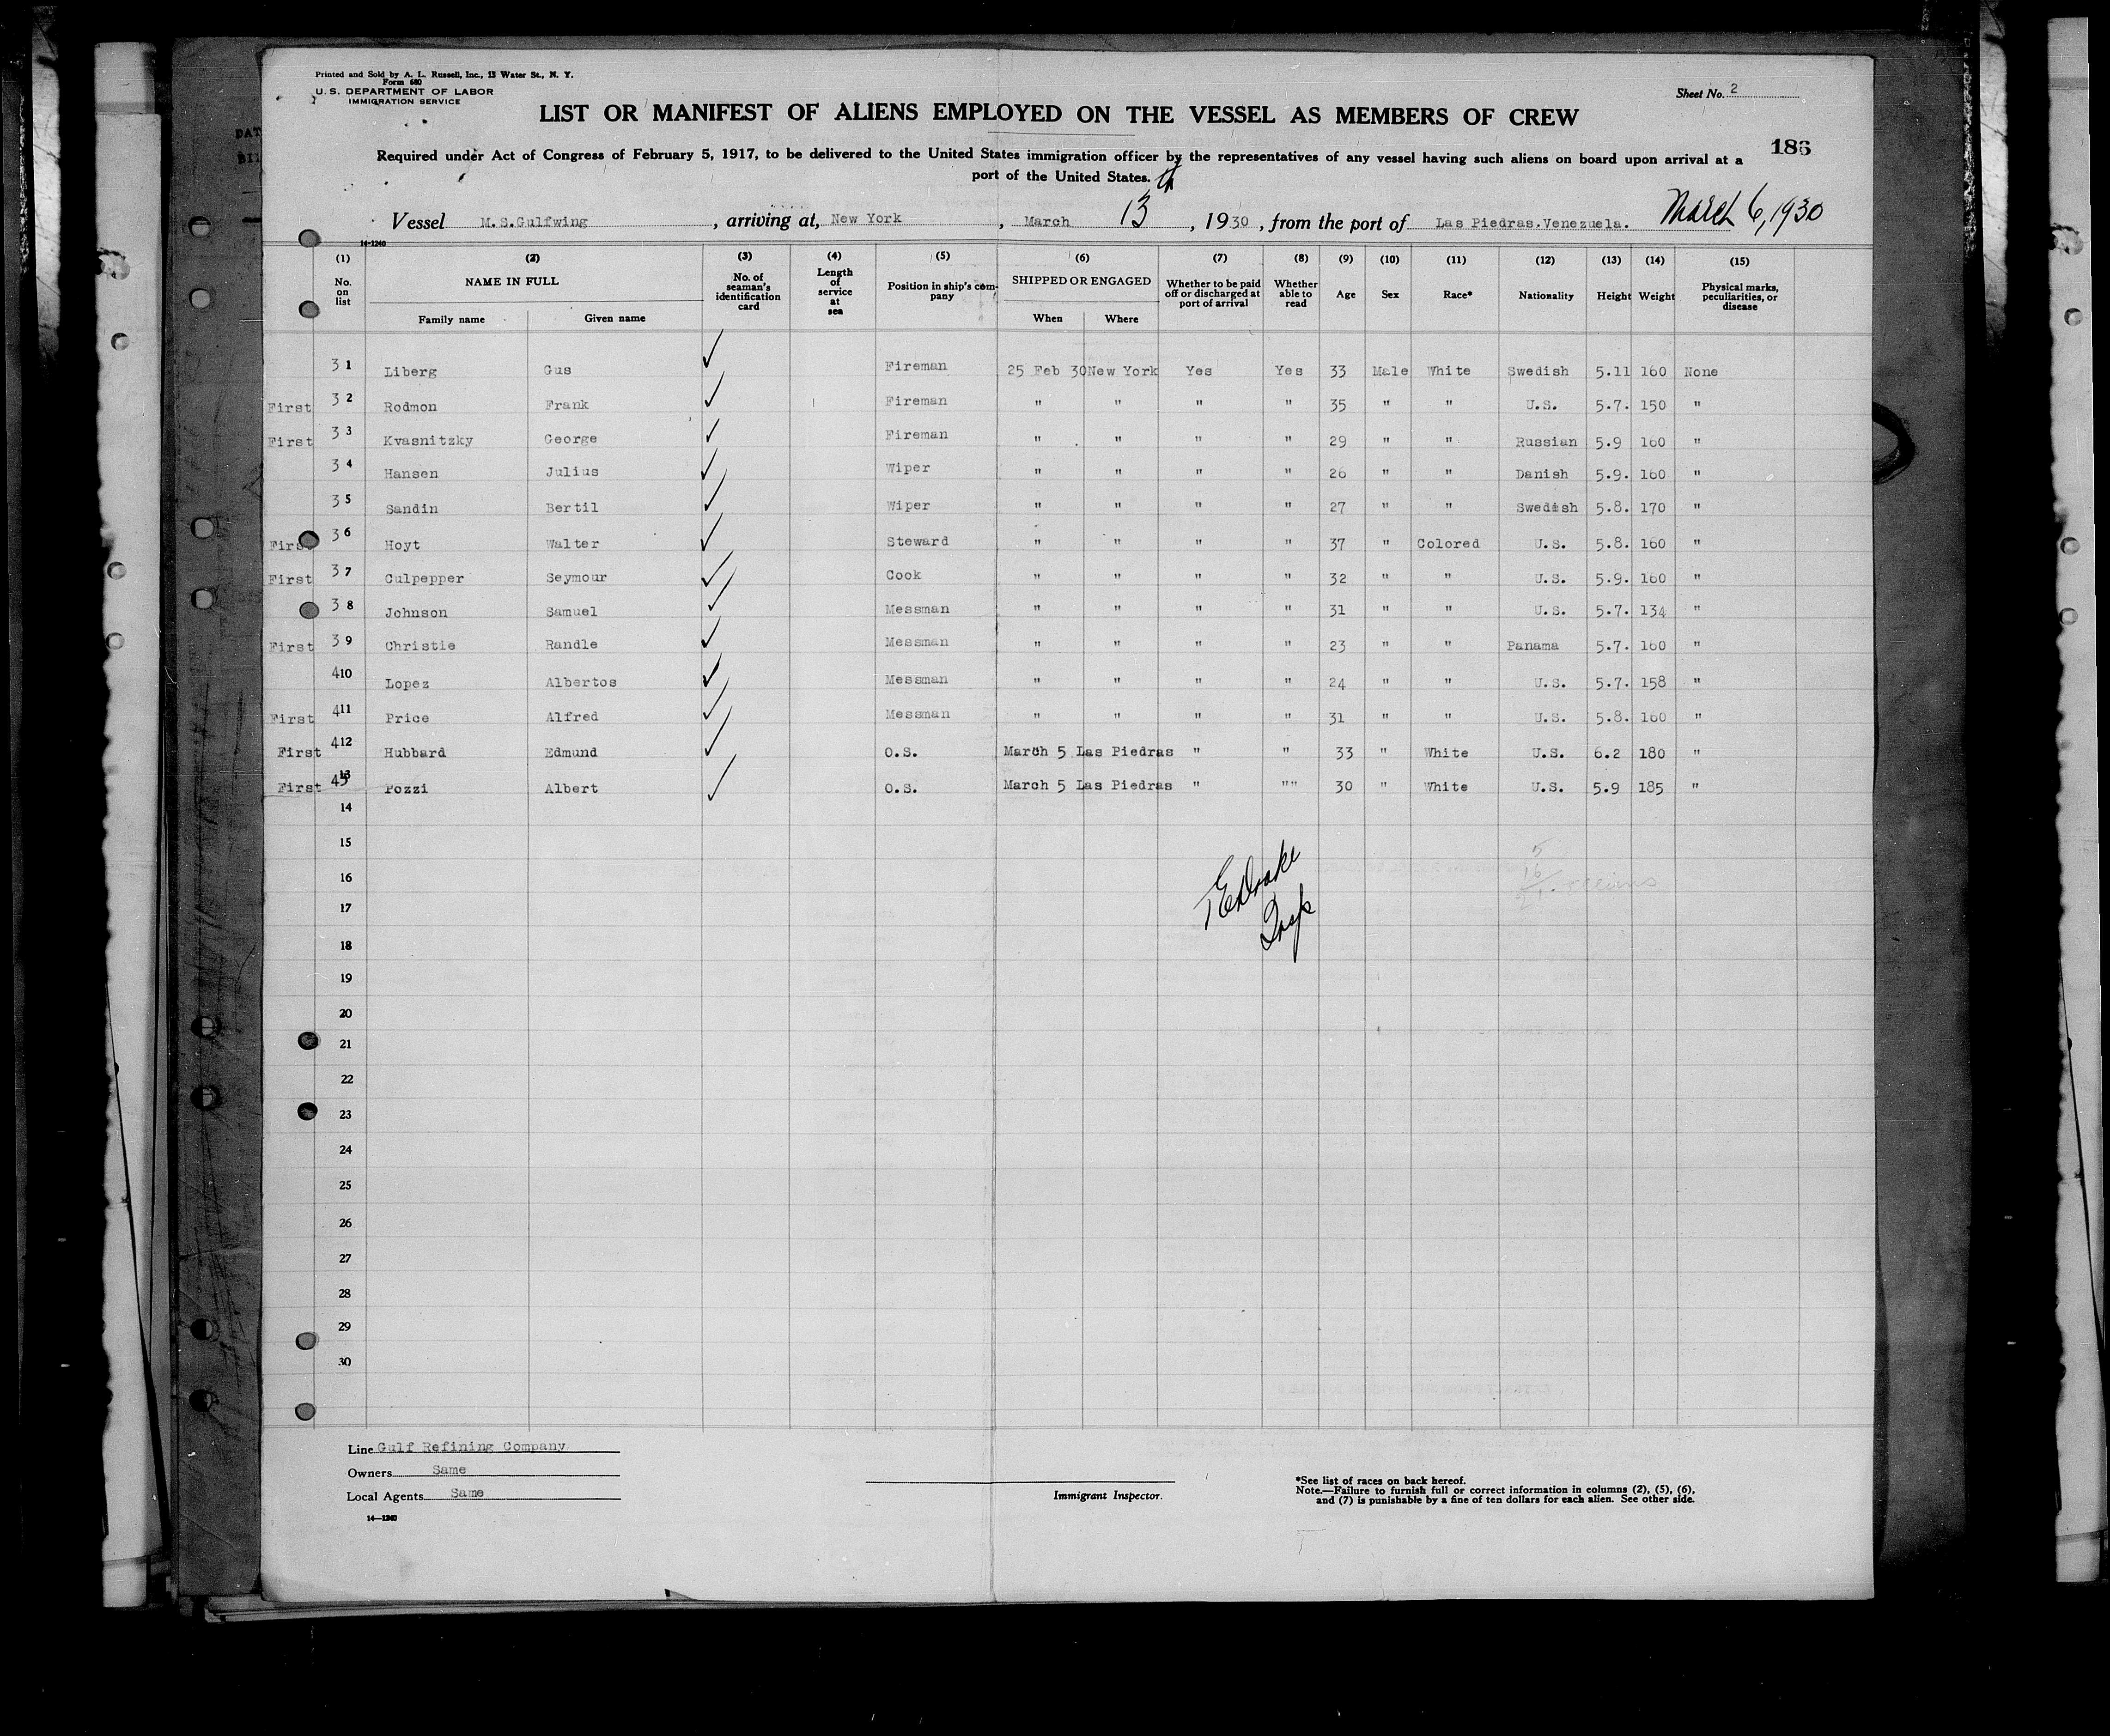 Printed and Sold by A. L. Russell, Inc., 13 Water St., N. Y.
Form 680
U. S. DEPARTMENT OF LABOR
IMMIGRATION SERVICE
Sheet No. 2
LIST OR MANIFEST OF ALIENS EMPLOYED ON THE VESSEL AS MEMBERS OF CREW
186
Required under Act of Congress of February 5, 1917, to be delivered to the United States immigration officer by the representatives of any vessel having such aliens on board upon arrival at a
port of the United States.
Vessel M.S.Gulfwing, arriving at, New York, March 13th, 1930, from the port of Las Piedras.Venezuela. March 6, 1930
14-1240
(1) (2) (3) (4) (5) (6) (7) (8) (9) (10) (11) (12) (13) (14) (15)
No. on list NAME IN FULL Family name Given name No. of seaman's identification card Length of service at sea Position in ship's company SHIPPED OR ENGAGED When Where Whether to be paid off or discharged at port of arrival Whether able to read Age Sex Race* Nationality Height Weight Physical marks, peculiarities, or disease
31 Liberg Gus ✓ Fireman 25 Feb 30 New York Yes Yes 33 Male White Swedish 5.11 160 None
First 32 Rodmon Frank ✓ Fireman " " " " 35 " " U.S. 5.7. 150 "
First 33 Kvasnitzky George ✓ Fireman " " " " 29 " " Russian 5.9 160 "
34 Hansen Julius ✓ Wiper " " " " 26 " " Danish 5.9. 160 "
35 Sandin Bertil ✓ Wiper " " " " 27 " " Swedish 5.8. 170 "
First 36 Hoyt Walter ✓ Steward " " " " 37 " Colored U.S. 5.8. 160 "
First 37 Culpepper Seymour ✓ Cook " " " " 32 " " U.S. 5.9. 160 "
38 Johnson Samuel ✓ Messman " " " " 31 " " U.S. 5.7. 134 "
First 39 Christie Randle ✓ Messman " " " " 23 " " Panama 5.7. 160 "
410 Lopez Albertos ✓ Messman " " " " 24 " " U.S. 5.7. 158 "
First 411 Price Alfred ✓ Messman " " " " 31 " " U.S. 5.8. 160 "
First 412 Hubbard Edmund ✓ O.S. March 5 Las Piedras " " 33 " White U.S. 6.2 180 "
First 43 13 Pozzi Albert ✓ O.S. March 5 Las Piedras " "" 30 " White U.S. 5.9 185 "
14
15
16
17
18
19
20
21
22
23
24
25
26
27
28
29
30
5
16
Line Gulf Refining Company
Owners Same
Local Agents Same
14—1240
Immigrant Inspector.
*See list of races on back hereof.
Note.—Failure to furnish full or correct information in columns (2), (5), (6),
and (7) is punishable by a fine of ten dollars for each alien. See other side.